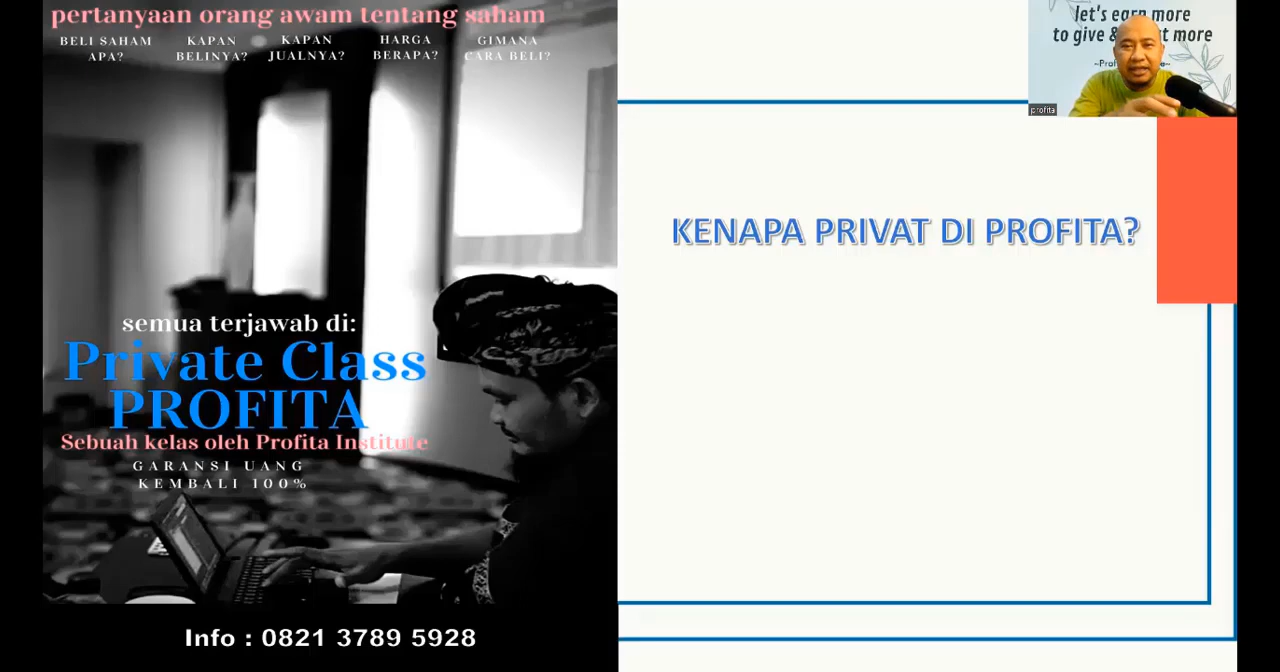 pertanyaan orang awam tentang saham
BELI SAHAM APA?
KAPAN BELINYA?
KAPAN JUALNYA?
HARGA BERAPA?
GIMANA CARA BELI?
semua terjawab di:
Private Class
PROFITA
Sebuah kelas oleh Profita Institute
GARANSI UANG
KEMBALI 100%
Info : 0821 3789 5928
let's earn more
to give & more
profita
KENAPA PRIVAT DI PROFITA?